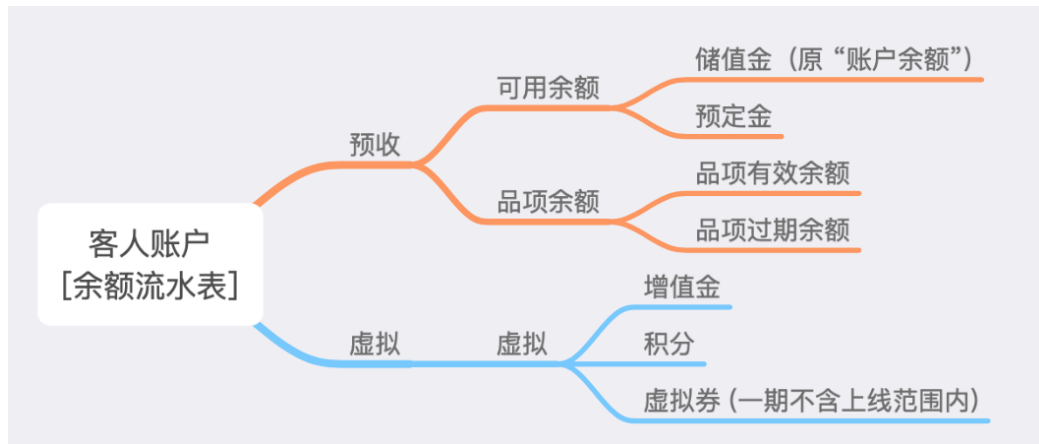 客人账户
[余额流水表]
预收
可用余额
储值金（原 “账户余额”）
预定金
品项余额
品项有效余额
品项过期余额
虚拟
虚拟
增值金
积分
虚拟券 (一期不含上线范围内)